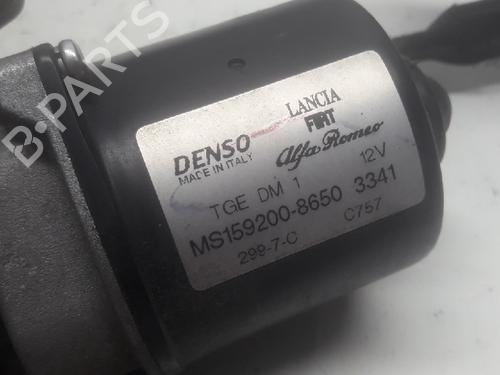 B-PARTS
DENSO
MADE IN ITALY
LANCIA
FIAT
Alfa Romeo
TGE DM 1 12V
MS159200-8650 3341
299-7-C C757